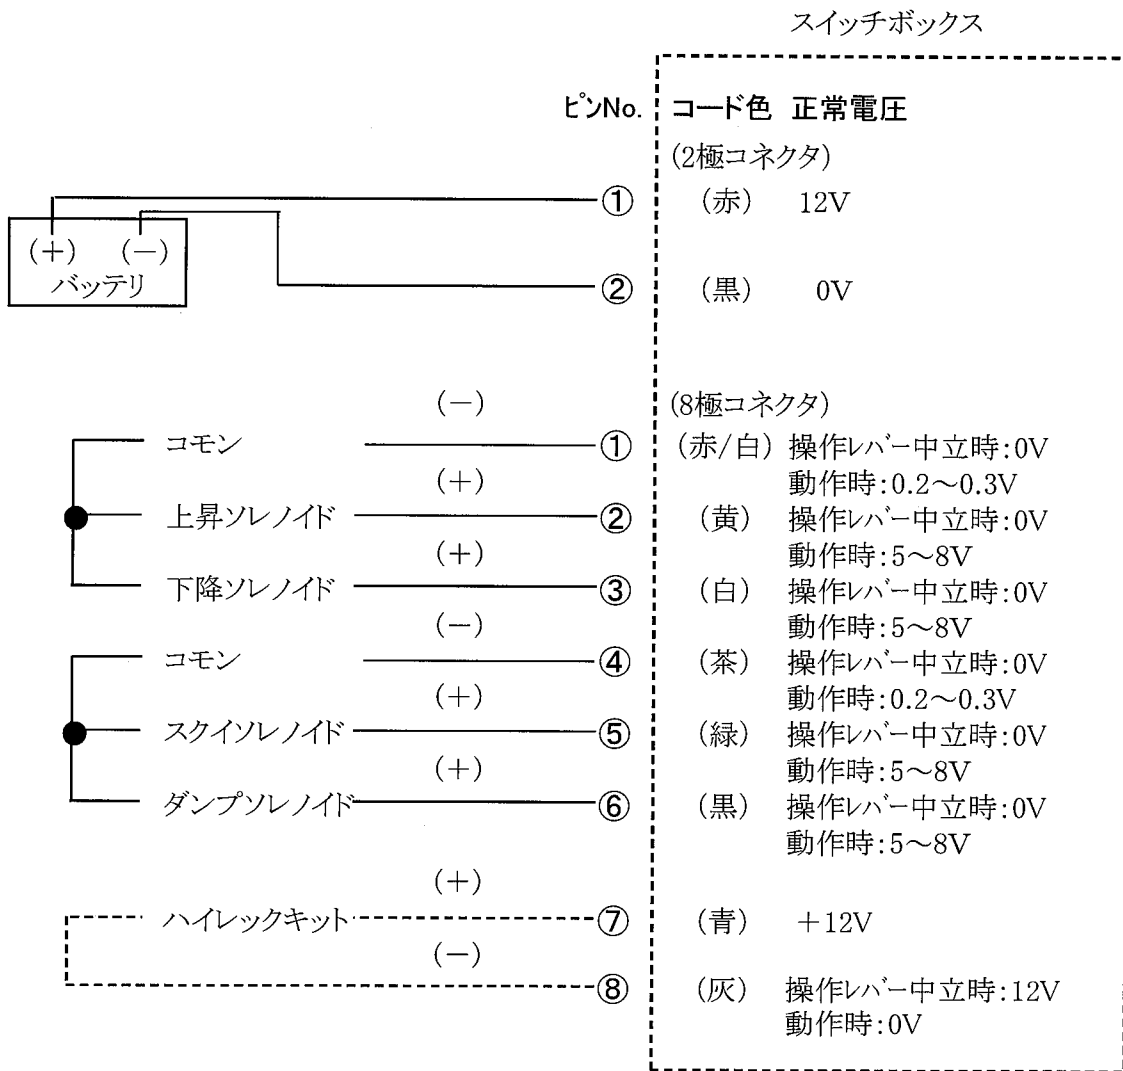 スイッチボックス
ピンNo. コード色 正常電圧
(2極コネクタ)
① (赤) 12V
(+) (−)
バッテリ
② (黒) 0V
(−) (8極コネクタ)
コモン ① (赤/白) 操作レバー中立時:0V
(+) 動作時:0.2〜0.3V
上昇ソレノイド ② (黄) 操作レバー中立時:0V
(+) 動作時:5〜8V
下降ソレノイド ③ (白) 操作レバー中立時:0V
(−) 動作時:5〜8V
コモン ④ (茶) 操作レバー中立時:0V
(+) 動作時:0.2〜0.3V
スクイソレノイド ⑤ (緑) 操作レバー中立時:0V
(+) 動作時:5〜8V
ダンプソレノイド ⑥ (黒) 操作レバー中立時:0V
動作時:5〜8V
(+)
ハイレックキット ⑦ (青) +12V
(−)
⑧ (灰) 操作レバー中立時:12V
動作時:0V